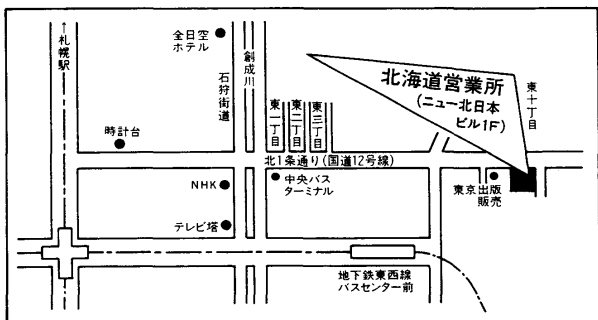 ←札幌駅
全日空
ホテル
石狩街道
創成川
東一丁目
東二丁目
東三丁目
北海道営業所
(ニュー北日本
ビル1F)
東十丁目
時計台
北1条通り(国道12号線)
NHK
中央バス
ターミナル
東京出版
販売
テレビ塔
地下鉄東西線
バスセンター前